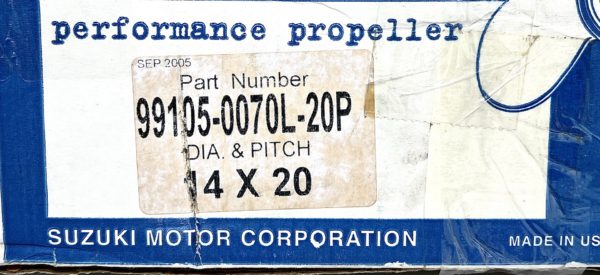 performance propeller
SEP 2005
Part Number
99105-0070L-20P
DIA. & PITCH
14 X 20
SUZUKI MOTOR CORPORATION
MADE IN US